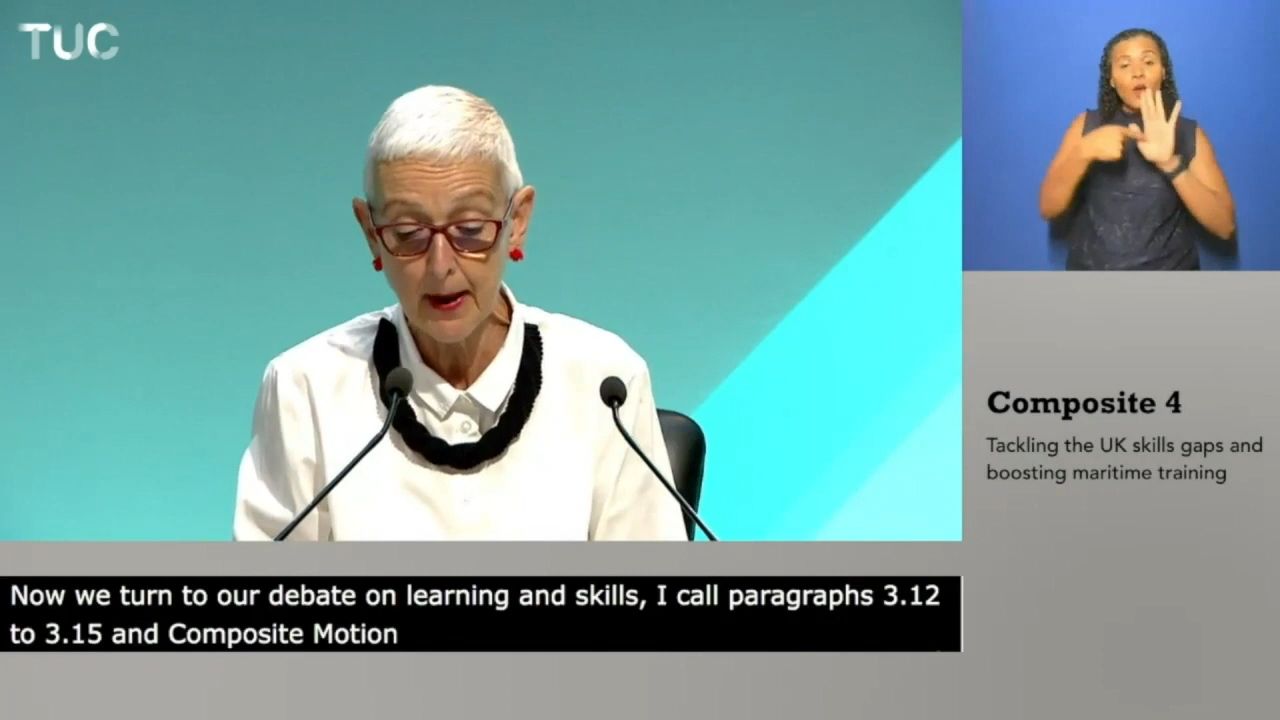 TUC
Composite 4
Tackling the UK skills gaps and
boosting maritime training
Now we turn to our debate on learning and skills, I call paragraphs 3.12
to 3.15 and Composite Motion